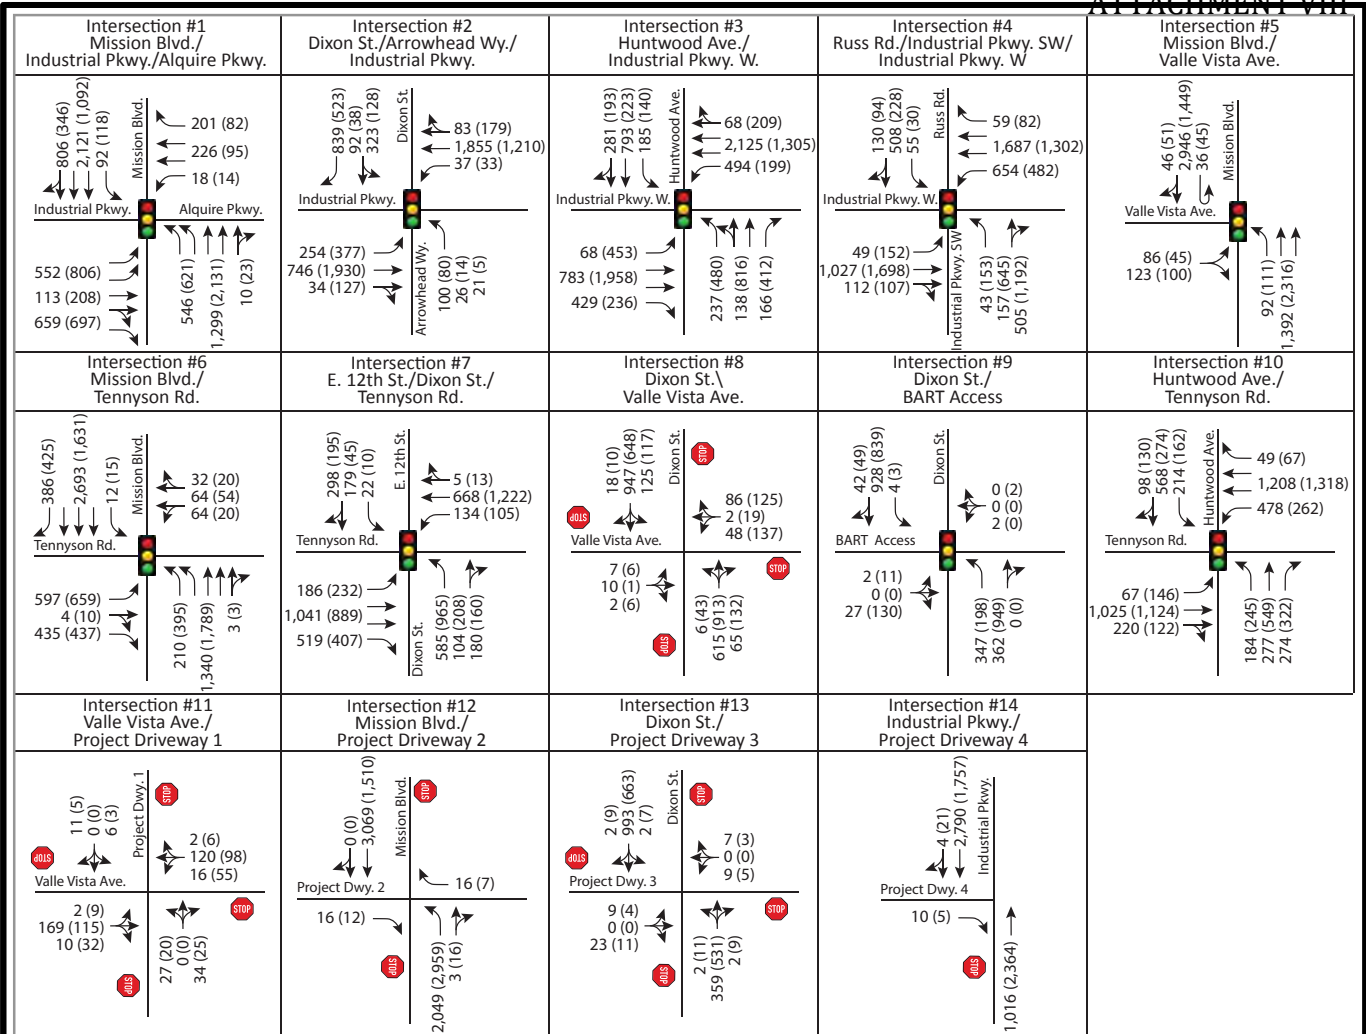 ATTACHMENT VIII
Intersection #1
Mission Blvd./
Industrial Pkwy./Alquire Pkwy.
806 (346)
2,121 (1,092)
92 (118)
Mission Blvd.
201 (82)
226 (95)
18 (14)
Industrial Pkwy.
Alquire Pkwy.
552 (806)
113 (208)
659 (697)
546 (621)
1,299 (2,131)
10 (23)
Intersection #2
Dixon St./Arrowhead Wy./
Industrial Pkwy.
839 (523)
92 (38)
323 (128)
Dixon St.
83 (179)
1,855 (1,210)
37 (33)
Industrial Pkwy.
254 (377)
746 (1,930)
34 (127)
Arrowhead Wy.
100 (80)
26 (14)
21 (5)
Intersection #3
Huntwood Ave./
Industrial Pkwy. W.
281 (193)
793 (223)
185 (140)
Huntwood Ave.
68 (209)
2,125 (1,305)
494 (199)
Industrial Pkwy. W.
68 (453)
783 (1,958)
429 (236)
237 (480)
138 (816)
166 (412)
Intersection #4
Russ Rd./Industrial Pkwy. SW/
Industrial Pkwy. W
130 (94)
508 (228)
55 (30)
Russ Rd.
59 (82)
1,687 (1,302)
654 (482)
Industrial Pkwy. W.
49 (152)
1,027 (1,698)
112 (107)
Industrial Pkwy. SW
43 (153)
157 (645)
505 (1,192)
Intersection #5
Mission Blvd./
Valle Vista Ave.
46 (51)
2,946 (1,449)
36 (45)
Mission Blvd.
Valle Vista Ave.
86 (45)
123 (100)
92 (111)
1,392 (2,316)
Intersection #6
Mission Blvd./
Tennyson Rd.
386 (425)
2,693 (1,631)
12 (15)
Mission Blvd.
32 (20)
64 (54)
64 (20)
Tennyson Rd.
597 (659)
4 (10)
435 (437)
210 (395)
1,340 (1,789)
3 (3)
Intersection #7
E. 12th St./Dixon St./
Tennyson Rd.
298 (195)
179 (45)
22 (10)
E. 12th St.
5 (13)
668 (1,222)
134 (105)
Tennyson Rd.
186 (232)
1,041 (889)
519 (407)
Dixon St.
585 (965)
104 (208)
180 (160)
Intersection #8
Dixon St.\
Valle Vista Ave.
18 (10)
947 (648)
125 (117)
Dixon St.
STOP
86 (125)
2 (19)
48 (137)
STOP
Valle Vista Ave.
STOP
7 (6)
10 (1)
2 (6)
6 (43)
615 (913)
65 (132)
STOP
Intersection #9
Dixon St./
BART Access
42 (49)
928 (839)
4 (3)
Dixon St.
0 (2)
0 (0)
2 (0)
BART Access
2 (11)
0 (0)
27 (130)
347 (198)
362 (949)
0 (0)
Intersection #10
Huntwood Ave./
Tennyson Rd.
98 (130)
568 (274)
214 (162)
Huntwood Ave.
49 (67)
1,208 (1,318)
478 (262)
Tennyson Rd.
67 (146)
1,025 (1,124)
220 (122)
184 (245)
277 (549)
274 (322)
Intersection #11
Valle Vista Ave./
Project Driveway 1
11 (5)
0 (0)
6 (3)
Project Dwy. 1
STOP
2 (6)
120 (98)
16 (55)
STOP
Valle Vista Ave.
STOP
2 (9)
169 (115)
10 (32)
27 (20)
0 (0)
34 (25)
STOP
Intersection #12
Mission Blvd./
Project Driveway 2
0 (0)
3,069 (1,510)
Mission Blvd.
STOP
16 (7)
Project Dwy. 2
16 (12)
STOP
2,049 (2,959)
3 (16)
Intersection #13
Dixon St./
Project Driveway 3
2 (9)
993 (663)
2 (7)
Dixon St.
STOP
7 (3)
0 (0)
9 (5)
STOP
Project Dwy. 3
STOP
9 (4)
0 (0)
23 (11)
2 (11)
359 (531)
2 (9)
STOP
Intersection #14
Industrial Pkwy./
Project Driveway 4
4 (21)
2,790 (1,757)
Industrial Pkwy.
Project Dwy. 4
10 (5)
STOP
1,016 (2,364)